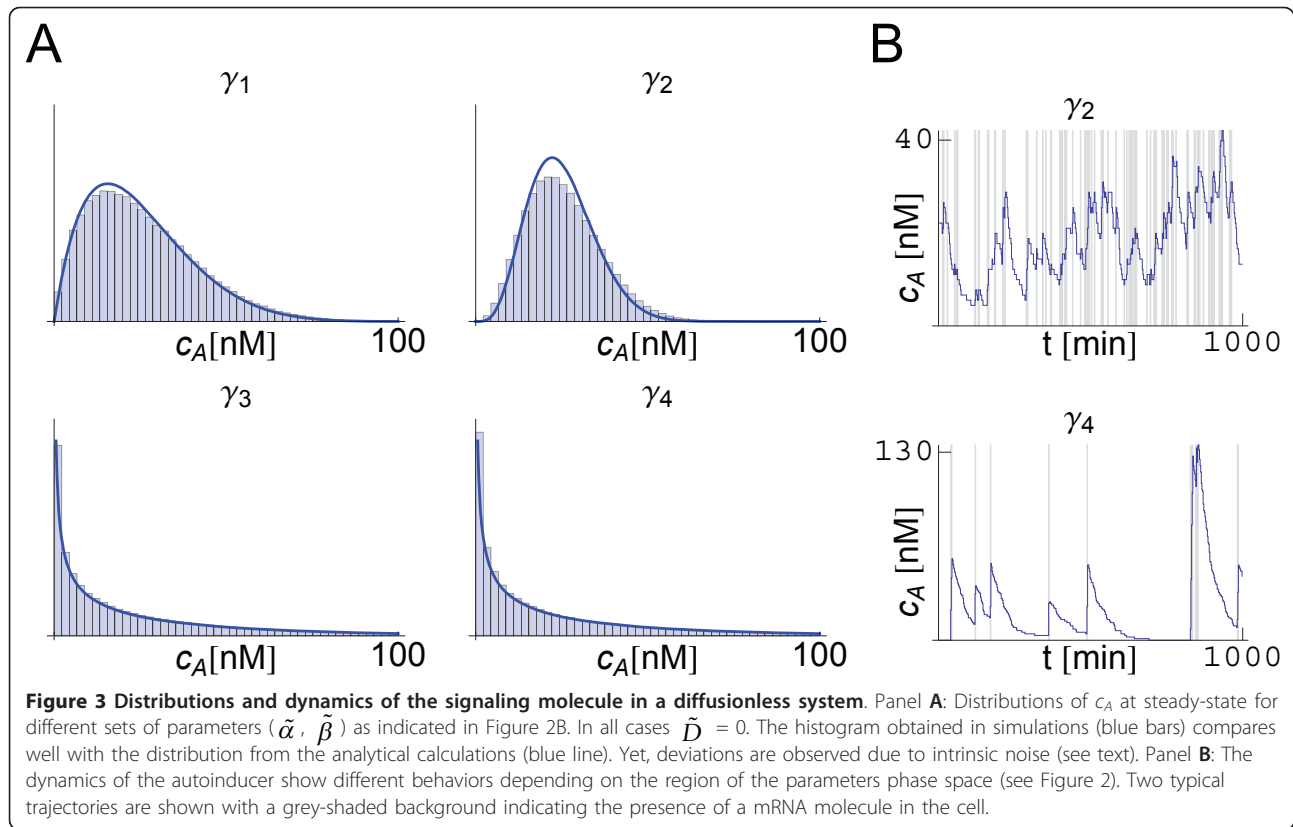 A
B
γ1
γ2
cA[nM]
100
cA[nM]
100
γ3
γ4
cA[nM]
100
cA[nM]
100
γ2
40
cA [nM]
t [min]
1000
γ4
130
cA [nM]
t [min]
1000
Figure 3 Distributions and dynamics of the signaling molecule in a diffusionless system. Panel A: Distributions of cA at steady-state for
different sets of parameters (α̃, β̃) as indicated in Figure 2B. In all cases D̃ = 0. The histogram obtained in simulations (blue bars) compares
well with the distribution from the analytical calculations (blue line). Yet, deviations are observed due to intrinsic noise (see text). Panel B: The
dynamics of the autoinducer show different behaviors depending on the region of the parameters phase space (see Figure 2). Two typical
trajectories are shown with a grey-shaded background indicating the presence of a mRNA molecule in the cell.